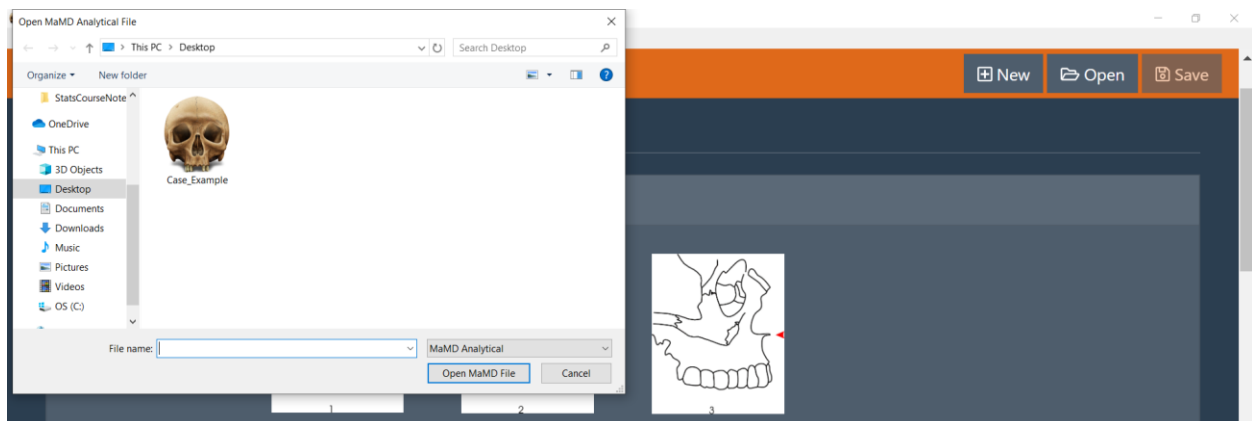 Open MaMD Analytical File
This PC > Desktop
Search Desktop
Organize
New folder
StatsCourseNote
OneDrive
This PC
3D Objects
Desktop
Documents
Downloads
Music
Pictures
Videos
OS (C:)
Case_Example
File name:
MaMD Analytical
Open MaMD File
Cancel
New
Open
Save
1
2
3